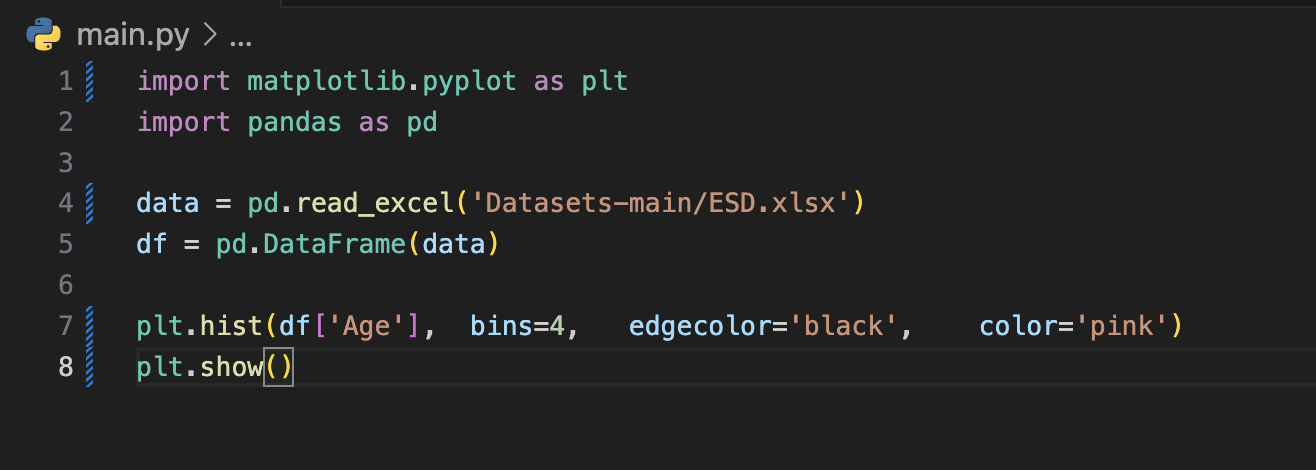 main.py > ...
1 import matplotlib.pyplot as plt
2 import pandas as pd
3
4 data = pd.read_excel('Datasets-main/ESD.xlsx')
5 df = pd.DataFrame(data)
6
7 plt.hist(df['Age'],  bins=4,   edgecolor='black',    color='pink')
8 plt.show()